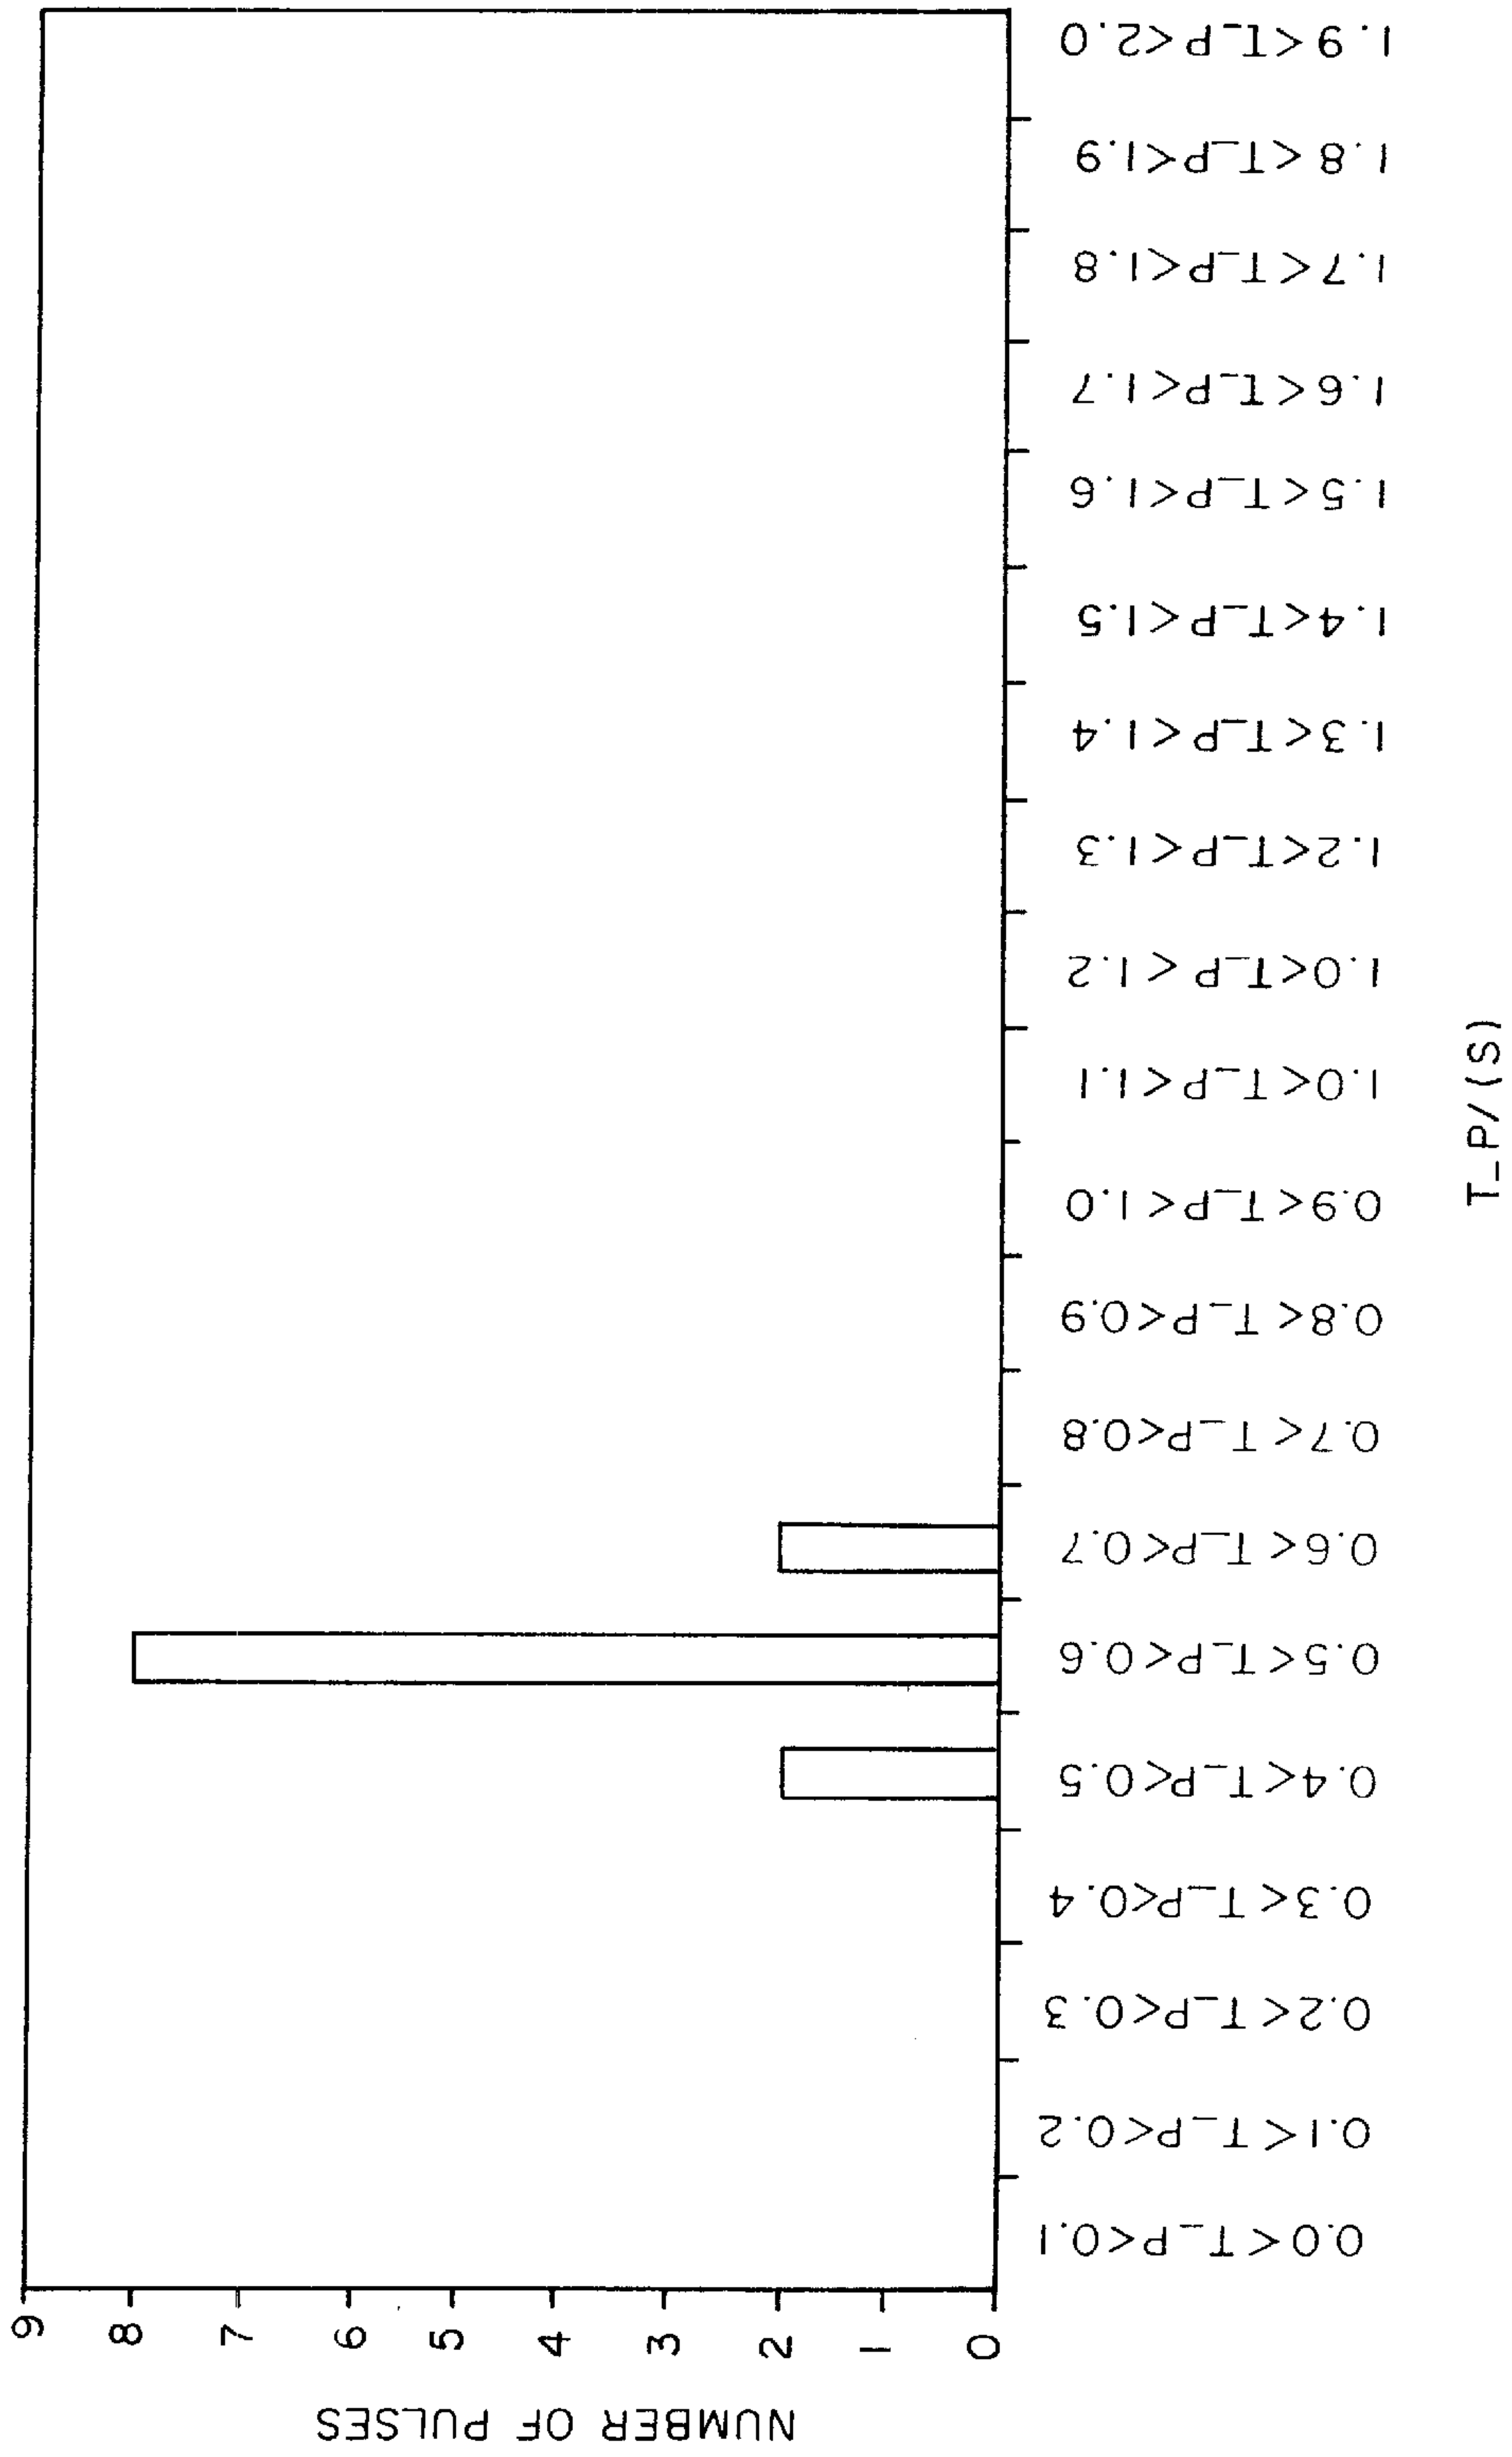 NUMBER OF PULSES
9
8
7
6
5
4
3
2
1
0
0.0<T_P<0.1
0.1<T_P<0.2
0.2<T_P<0.3
0.3<T_P<0.4
0.4<T_P<0.5
0.5<T_P<0.6
0.6<T_P<0.7
0.7<T_P<0.8
0.8<T_P<0.9
0.9<T_P<1.0
1.0<T_P<1.1
1.0<T_P<1.2
1.2<T_P<1.3
1.3<T_P<1.4
1.4<T_P<1.5
1.5<T_P<1.6
1.6<T_P<1.7
1.7<T_P<1.8
1.8<T_P<1.9
1.9<T_P<2.0
T_P/(S)